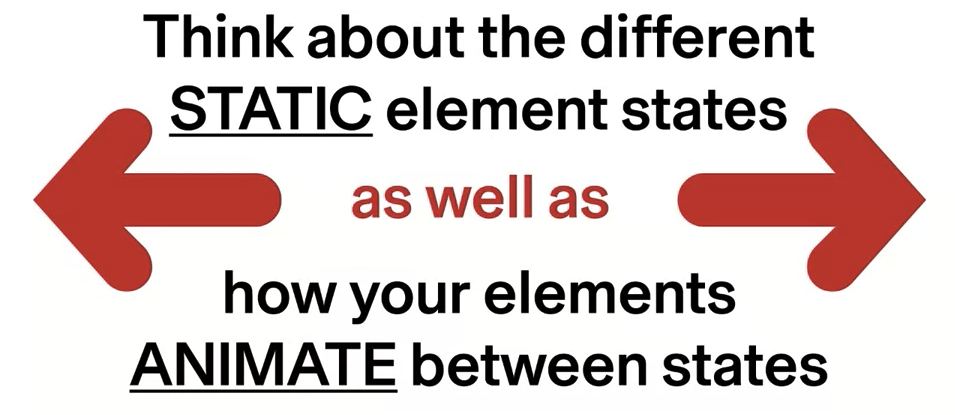 Think about the different
STATIC element states
as well as
how your elements
ANIMATE between states